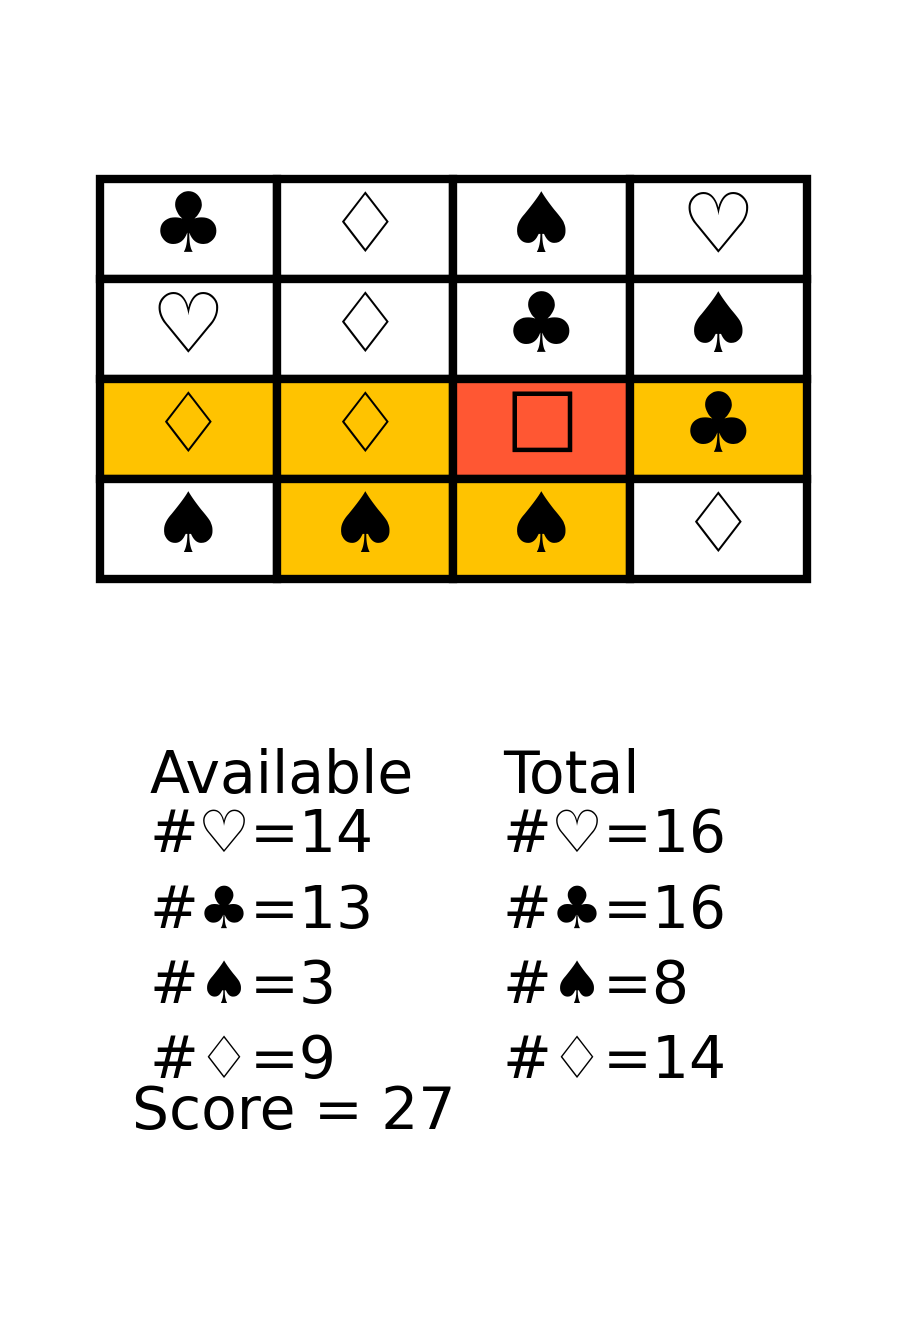 ♣ ♢ ♠ ♡
♡ ♢ ♣ ♠
♢ ♢ □ ♣
♠ ♠ ♠ ♢
Available Total
#♡=14 #♡=16
#♣=13 #♣=16
#♠=3 #♠=8
#♢=9 #♢=14
Score = 27